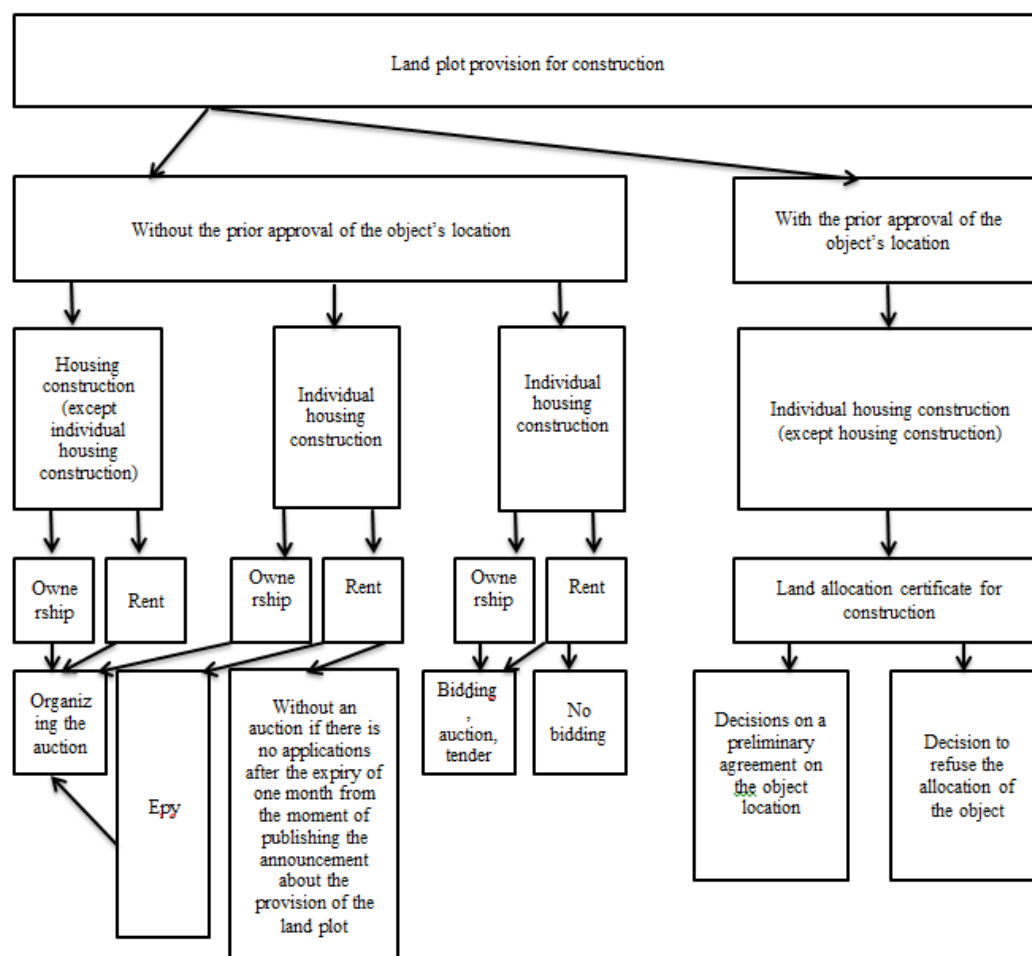 Land plot provision for construction
Without the prior approval of the object’s location
With the prior approval of the
object’s location
Housing
construction
(except
individual
housing
construction)
Individual
housing
construction
Individual
housing
construction
Individual housing construction
(except housing construction)
Owne
rship
Rent
Owne
rship
Rent
Owne
rship
Rent
Land allocation certificate for
construction
Organiz
ing the
auction
Epy
Without an
auction if there is
no applications
after the expiry of
one month from
the moment of
publishing the
announcement
about the
provision of the
land plot
Bidding
,
auction,
tender
No
bidding
Decisions on a
preliminary
agreement on
the object
location
Decision to
refuse the
allocation of
the object